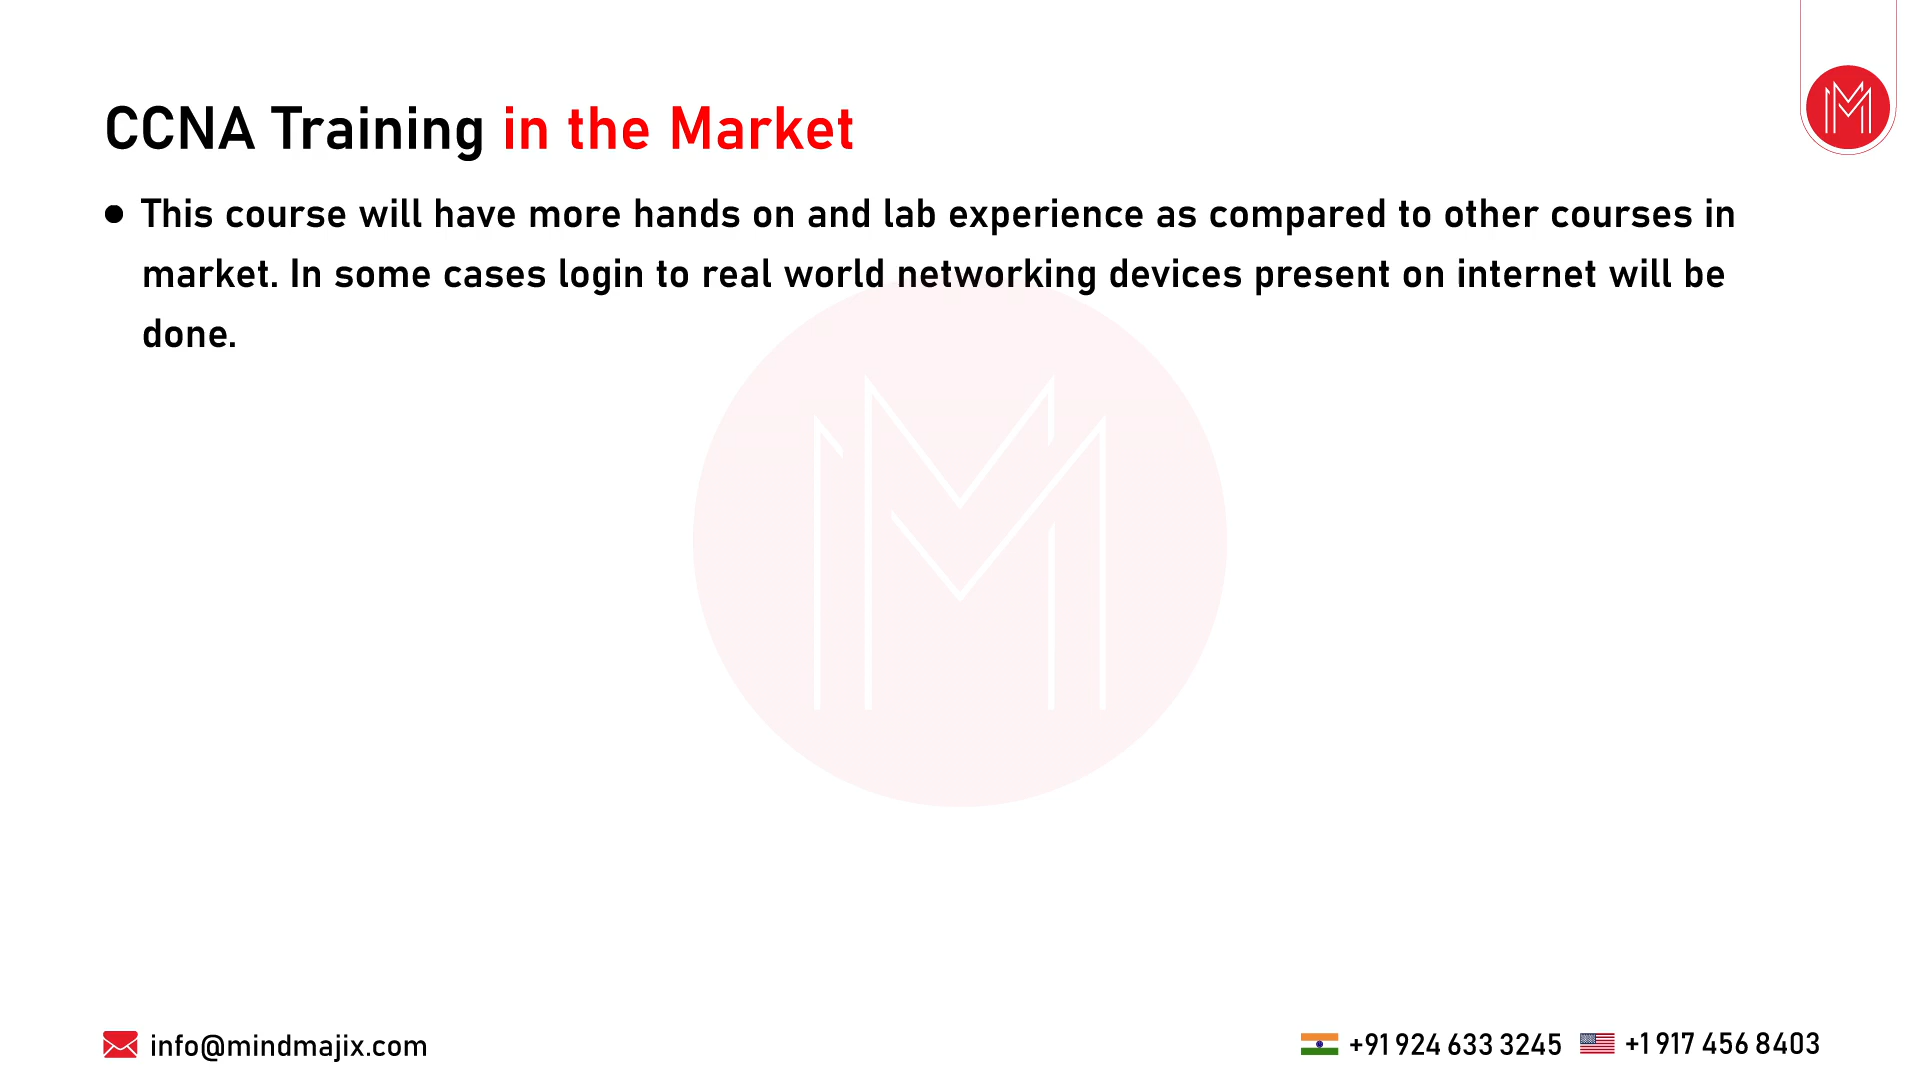 CCNA Training in the Market
● This course will have more hands on and lab experience as compared to other courses in
market. In some cases login to real world networking devices present on internet will be
done.
info@mindmajix.com
+91 924 633 3245
+1 917 456 8403